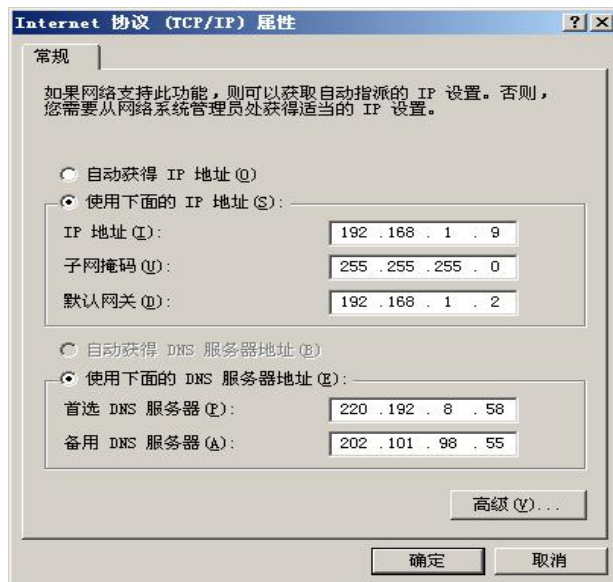 Internet 协议 (TCP/IP) 属性
常规
如果网络支持此功能，则可以获取自动指派的 IP 设置。否则，
您需要从网络系统管理员处获得适当的 IP 设置。
自动获得 IP 地址(O)
使用下面的 IP 地址(S):
IP 地址(I): 192 .168 . 1 . 9
子网掩码(U): 255 .255 .255 . 0
默认网关(D): 192 .168 . 1 . 2
自动获得 DNS 服务器地址(B)
使用下面的 DNS 服务器地址(E):
首选 DNS 服务器(P): 220 .192 . 8 . 58
备用 DNS 服务器(A): 202 .101 . 98 . 55
高级(V)...
确定 取消